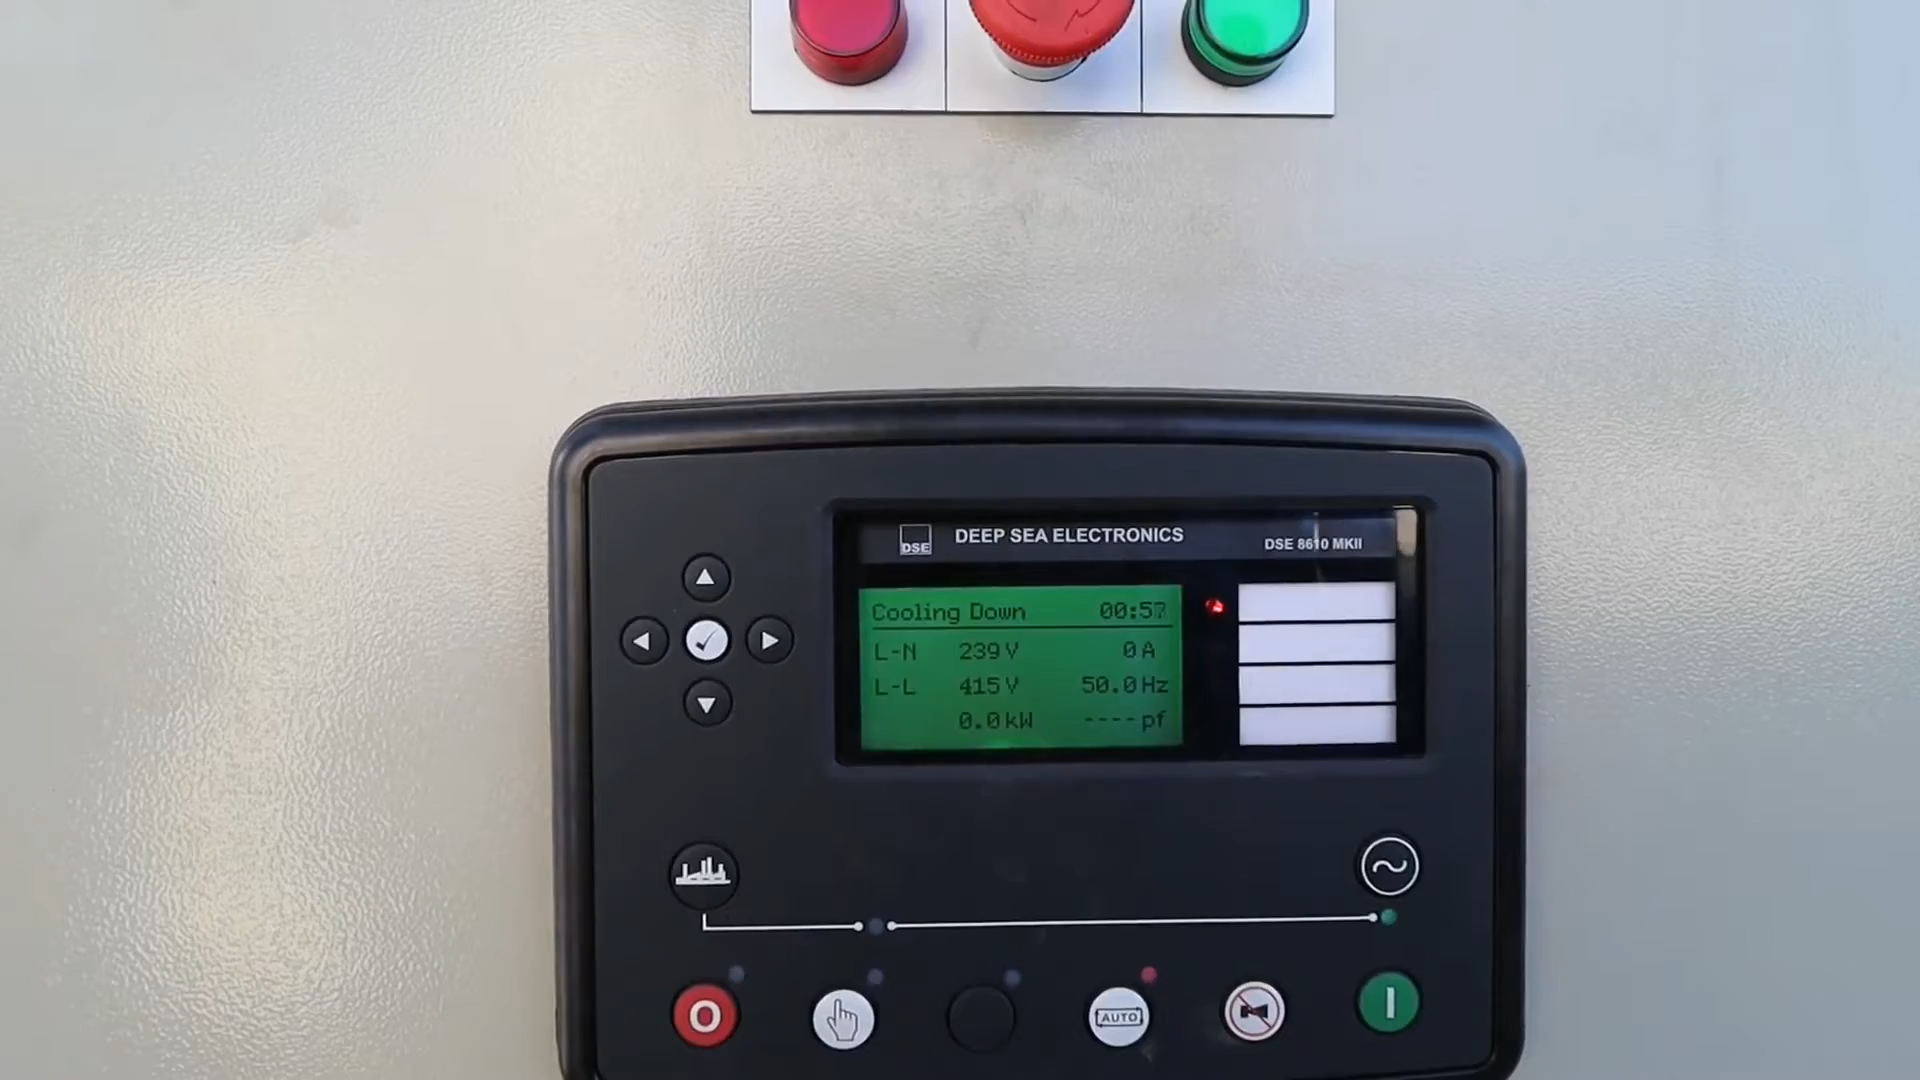 DSE DEEP SEA ELECTRONICS
DSE 8610 MKII
Cooling Down 00:57
L-N 239 V 0 A
L-L 415 V 50.0 Hz
0.0 kW ---- pf
O
AUTO
I